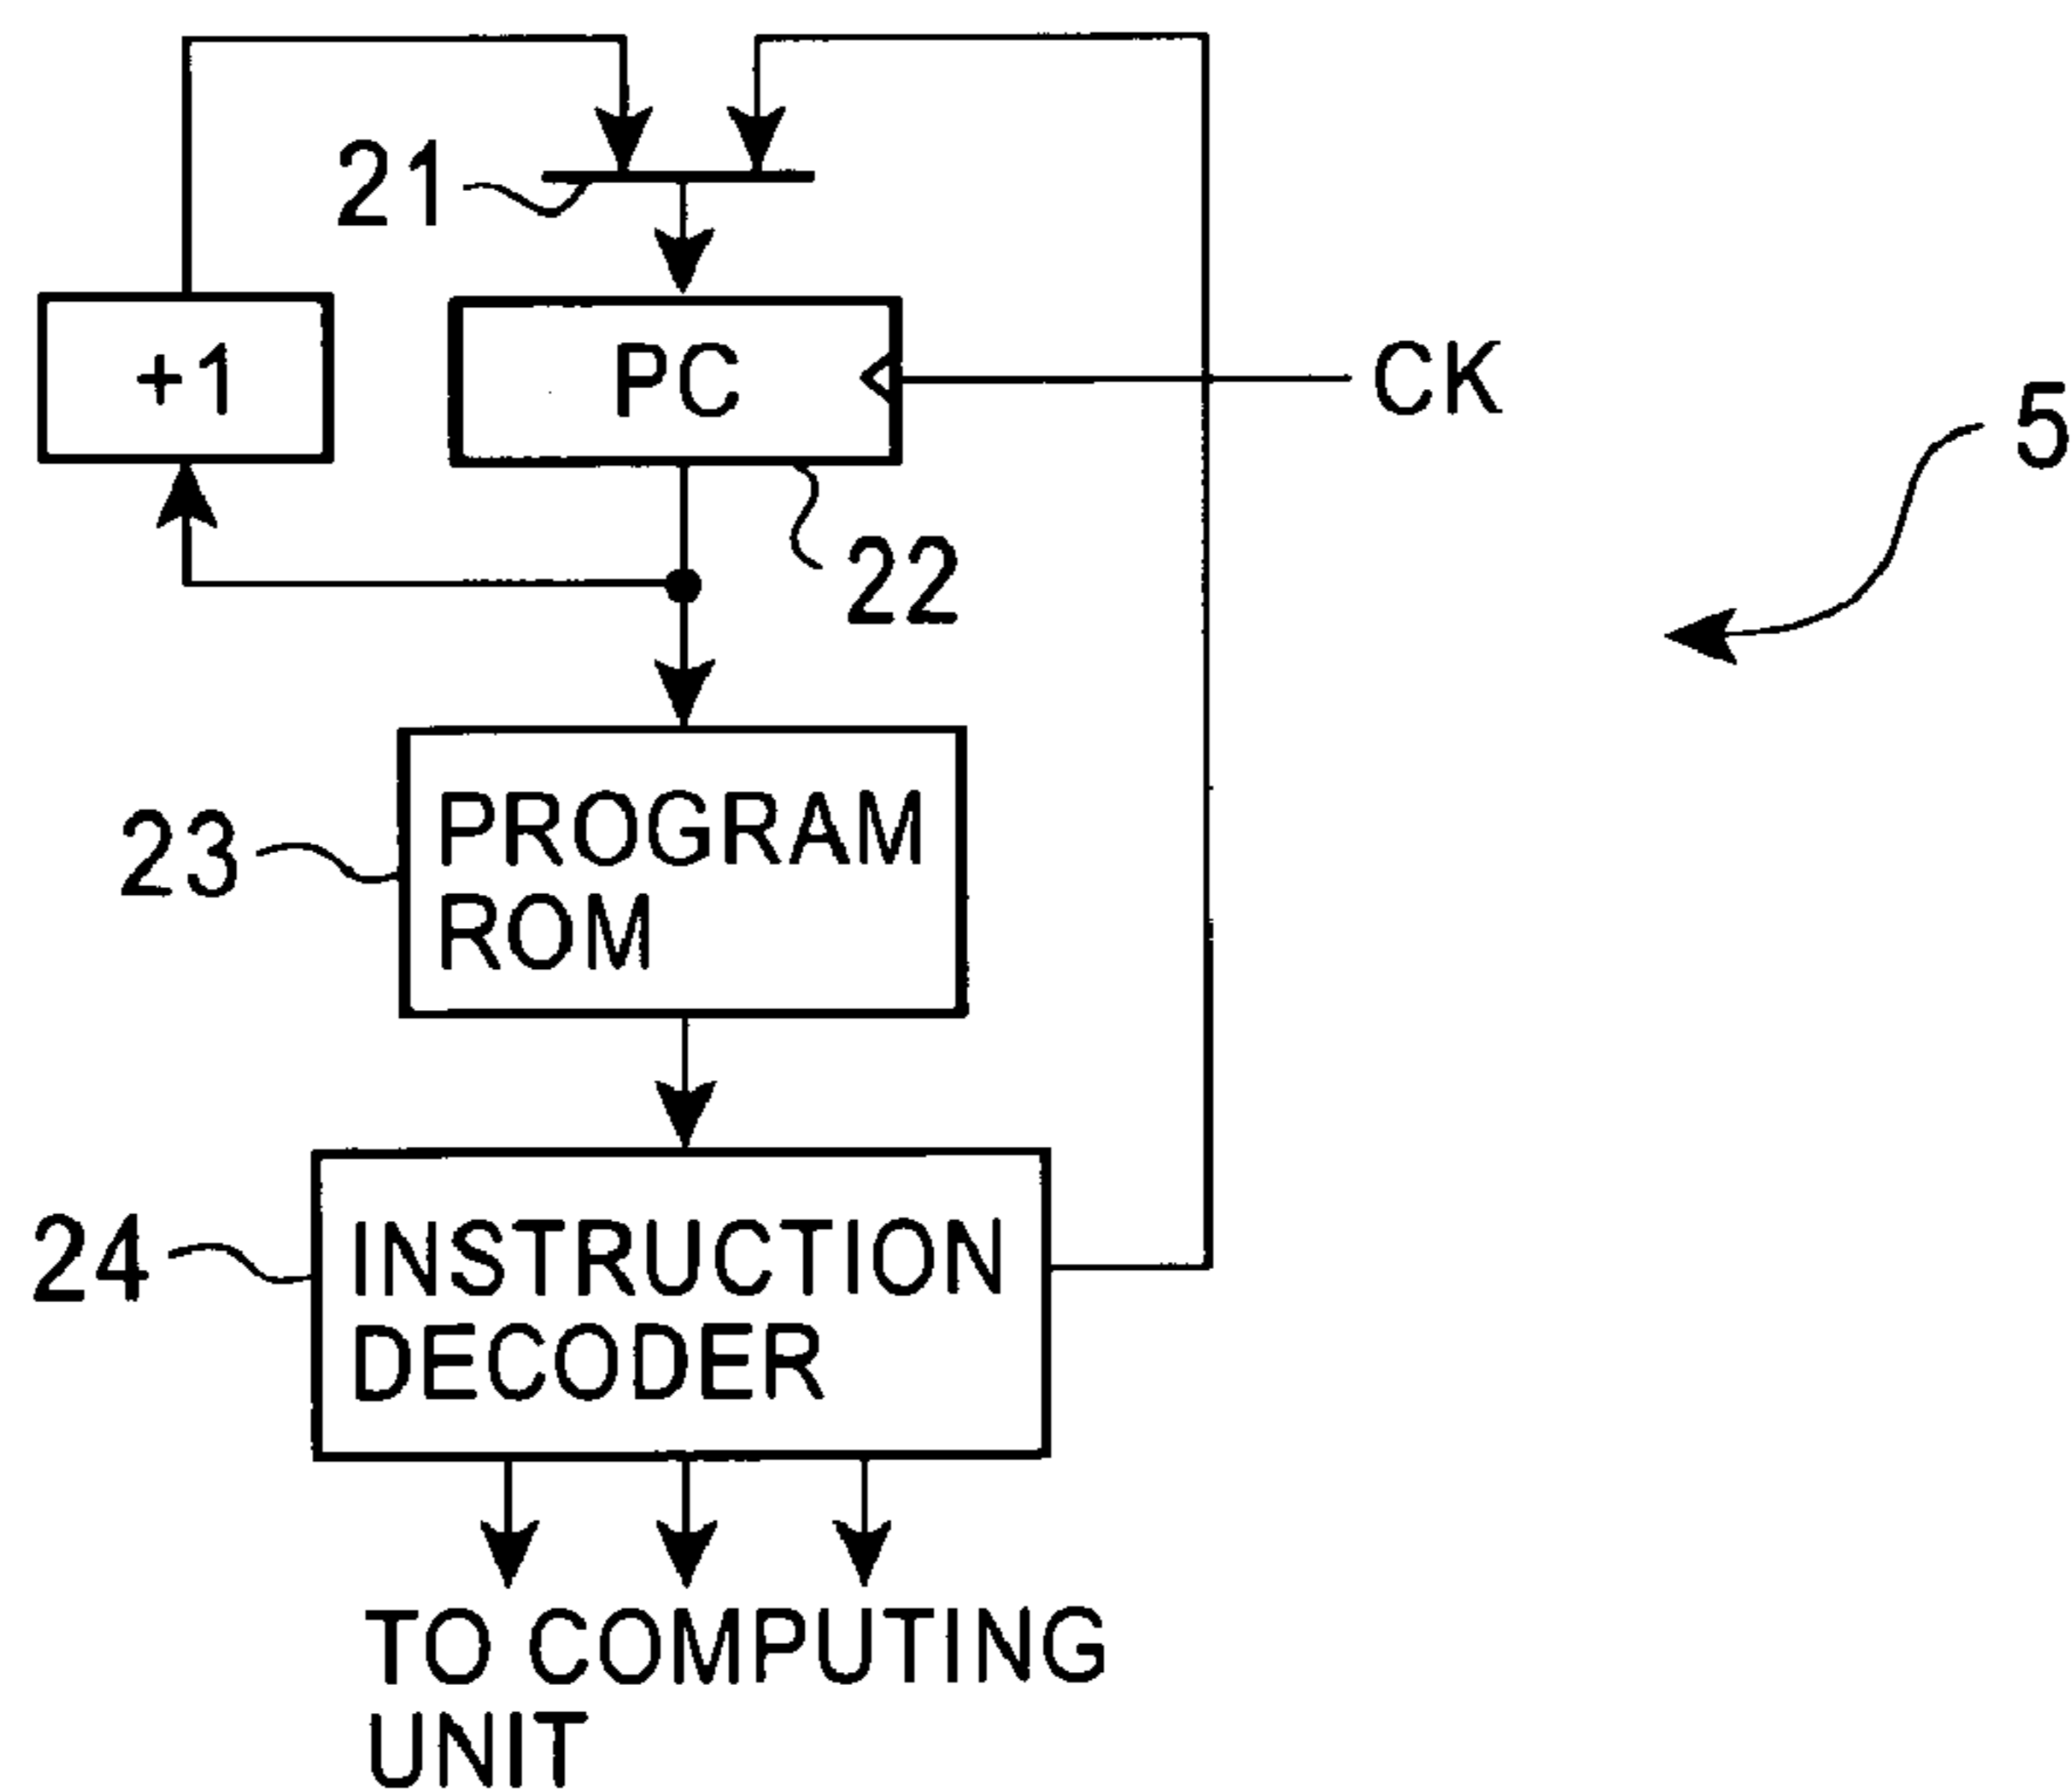 21
+1
PC
CK
5
22
23
PROGRAM
ROM
24
INSTRUCTION
DECODER
TO COMPUTING
UNIT